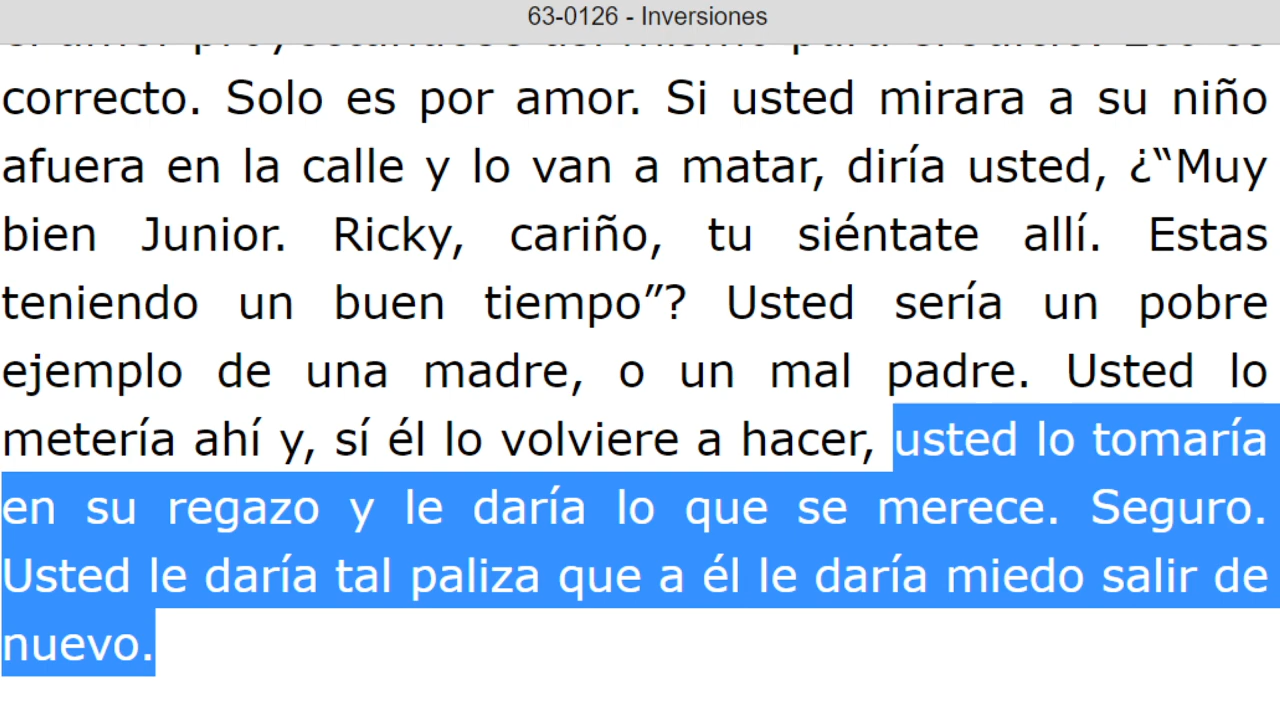 63-0126 - Inversiones
correcto. Solo es por amor. Si usted mirara a su niño
afuera en la calle y lo van a matar, diría usted, ¿“Muy
bien Junior. Ricky, cariño, tu siéntate allí. Estas
teniendo un buen tiempo”? Usted sería un pobre
ejemplo de una madre, o un mal padre. Usted lo
metería ahí y, sí él lo volviere a hacer, usted lo tomaría
en su regazo y le daría lo que se merece. Seguro.
Usted le daría tal paliza que a él le daría miedo salir de
nuevo.